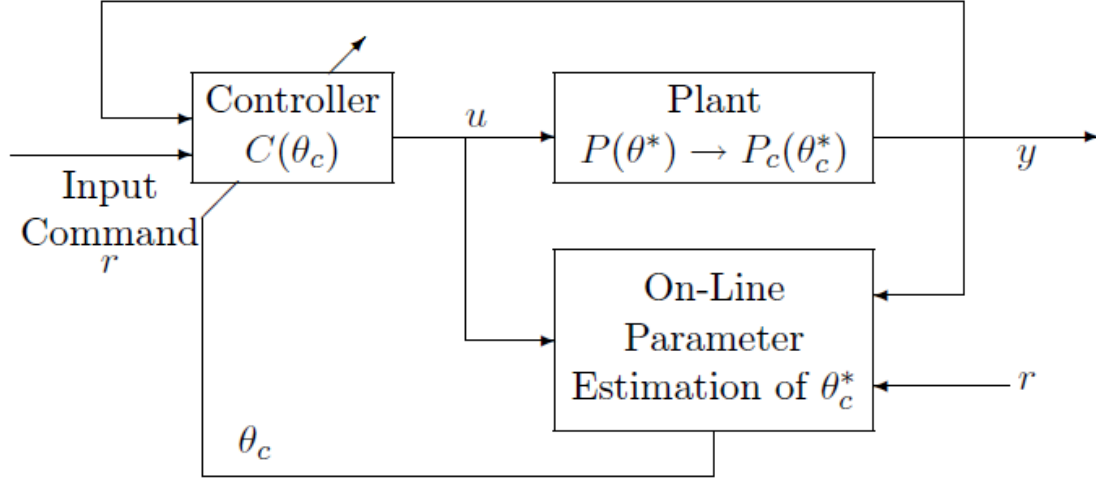 Controller
C(θ_c)
u
Plant
P(θ*) → P_c(θ_c*)
y
Input
Command
r
On-Line
Parameter
Estimation of θ_c*
r
θ_c